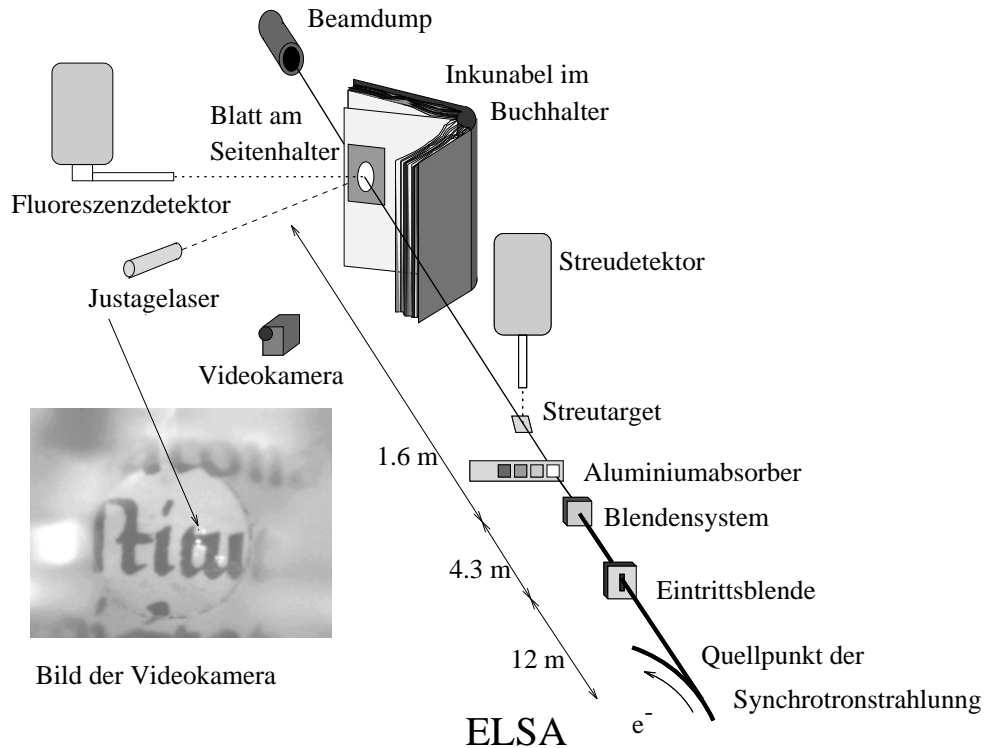 Beamdump
Inkunabel im
Buchhalter
Blatt am
Seitenhalter
Fluoreszenzdetektor
Streudetektor
Justagelaser
Videokamera
Streutarget
1.6 m
Aluminiumabsorber
Blendensystem
4.3 m
Eintrittsblende
12 m
Quellpunkt der
Synchrotronstrahlunng
Bild der Videokamera
e-
ELSA